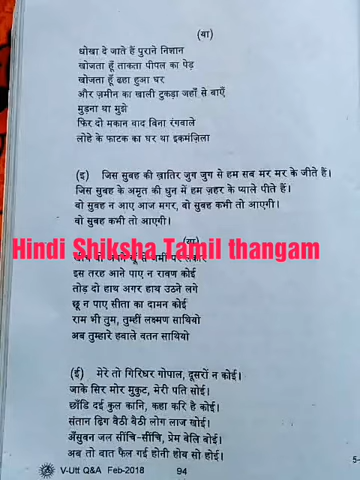 (या)
धोखा दे जाते हैं पुराने निशान
खोजता हूँ ताकता पीपल का पेड़
खोजता हूँ ढहा हुआ घर
और ज़मीन का खाली टुकड़ा जहाँ से बाएँ
मुड़ना था मुझे
फिर दो मकान बाद बिना रंगवाले
लोहे के फाटक का घर था इकमंज़िला
(इ) जिस सुबह की ख़ातिर जुग जुग से हम सब मर मर के जीते हैं।
जिस सुबह के अमृत की धुन में हम ज़हर के प्याले पीते हैं।
वो सुबह न आए आज मगर, वो सुबह कभी तो आएगी।
वो सुबह कभी तो आएगी।
Hindi Shiksha Tamil thangam
इस तरह आने पाए न रावण कोई
तोड़ दो हाथ अगर हाथ उठने लगे
छू न पाए सीता का दामन कोई
राम भी तुम, तुम्हीं लक्ष्मण साथियो
अब तुम्हारे हवाले वतन साथियो
(ई) मेरे तो गिरिधर गोपाल, दूसरों न कोई।
जाके सिर मोर मुकुट, मेरी पति सोई।
छाँडि दई कुल कानि, कहा करि है कोई।
संतान ढिग बैठी बैठी लोग लाज खोई।
अँसुवन जल सींचि-सींचि, प्रेम बेलि बोई।
अब तो बात फैल गई होनी होय सो होई।
V-Utt Q&A Feb-2018 94
5-